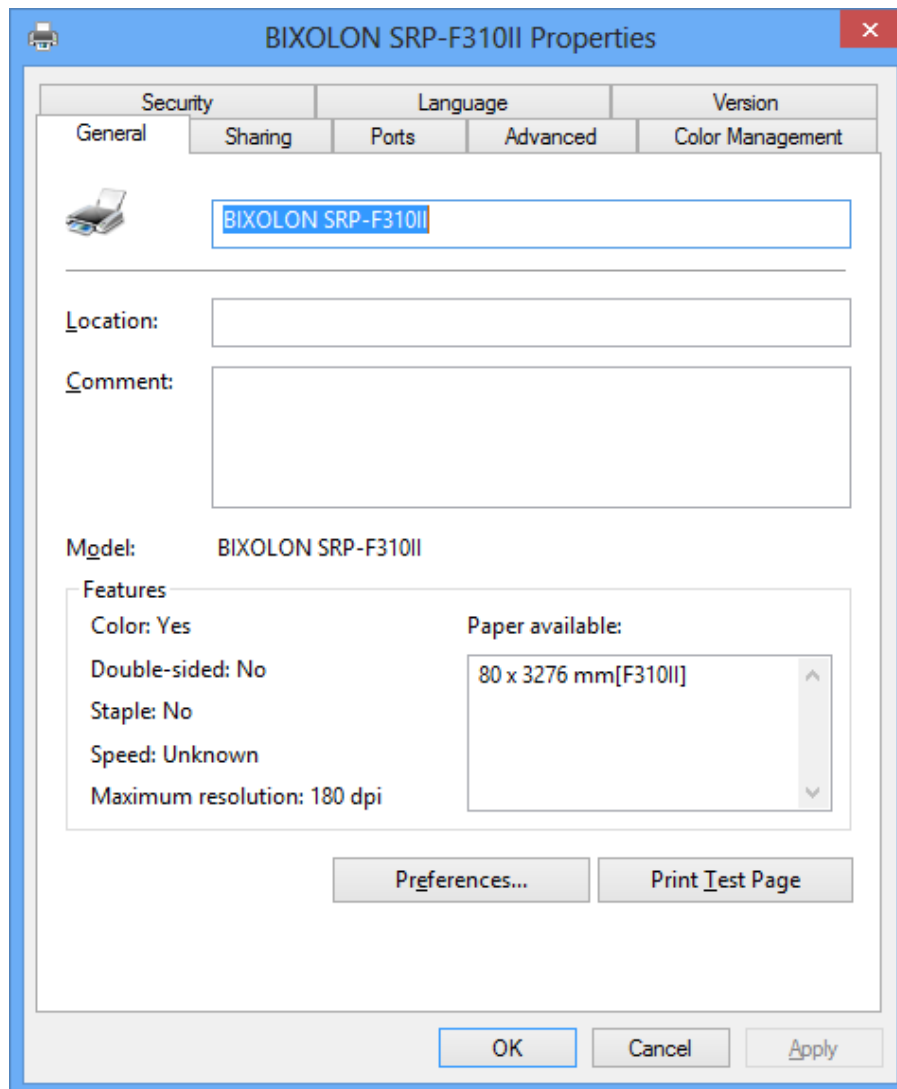 BIXOLON SRP-F310II Properties
Security Language Version
General Sharing Ports Advanced Color Management
BIXOLON SRP-F310II
Location:
Comment:
Model: BIXOLON SRP-F310II
Features
Color: Yes Paper available:
Double-sided: No 80 x 3276 mm[F310II]
Staple: No
Speed: Unknown
Maximum resolution: 180 dpi
Preferences... Print Test Page
OK Cancel Apply